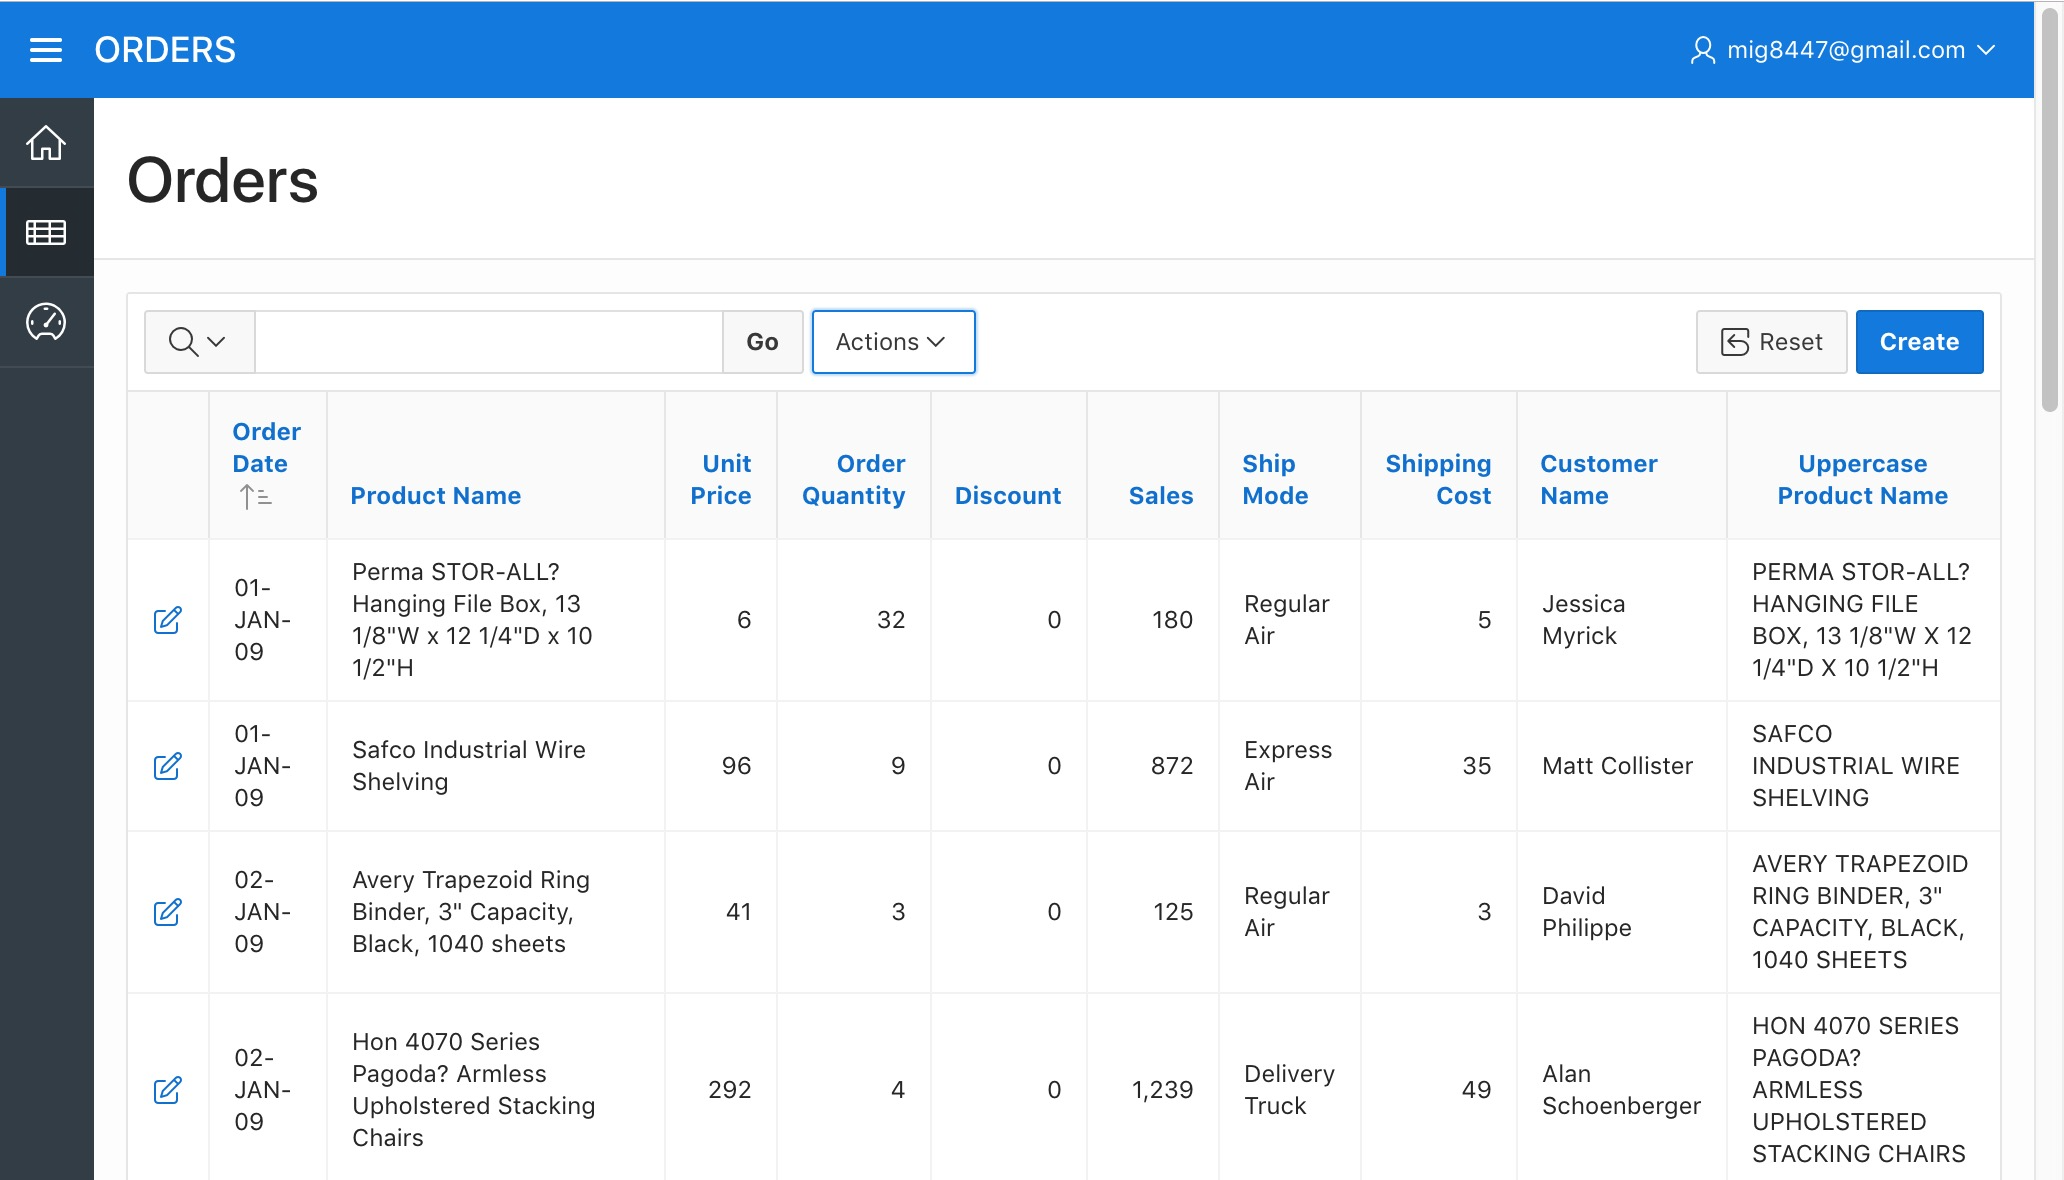 ORDERS
mig8447@gmail.com
Orders
Go
Actions
Reset
Create
Order
Date
Product Name
Unit
Price
Order
Quantity
Discount
Sales
Ship
Mode
Shipping
Cost
Customer
Name
Uppercase
Product Name
01-
JAN-
09
Perma STOR-ALL?
Hanging File Box, 13
1/8"W x 12 1/4"D x 10
1/2"H
6
32
0
180
Regular
Air
5
Jessica
Myrick
PERMA STOR-ALL?
HANGING FILE
BOX, 13 1/8"W X 12
1/4"D X 10 1/2"H
01-
JAN-
09
Safco Industrial Wire
Shelving
96
9
0
872
Express
Air
35
Matt Collister
SAFCO
INDUSTRIAL WIRE
SHELVING
02-
JAN-
09
Avery Trapezoid Ring
Binder, 3" Capacity,
Black, 1040 sheets
41
3
0
125
Regular
Air
3
David
Philippe
AVERY TRAPEZOID
RING BINDER, 3"
CAPACITY, BLACK,
1040 SHEETS
02-
JAN-
09
Hon 4070 Series
Pagoda? Armless
Upholstered Stacking
Chairs
292
4
0
1,239
Delivery
Truck
49
Alan
Schoenberger
HON 4070 SERIES
PAGODA?
ARMLESS
UPHOLSTERED
STACKING CHAIRS